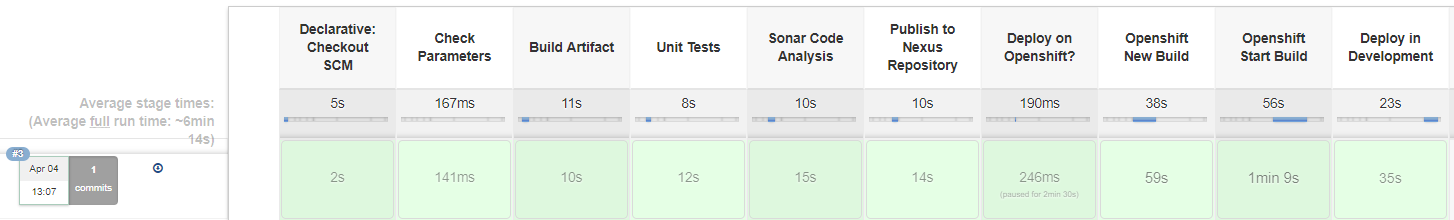 Declarative:
Checkout
SCM
Check
Parameters
Build Artifact
Unit Tests
Sonar Code
Analysis
Publish to
Nexus
Repository
Deploy on
Openshift?
Openshift
New Build
Openshift
Start Build
Deploy in
Development
Average stage times:
(Average full run time: ~6min
14s)
5s
167ms
11s
8s
10s
10s
190ms
38s
56s
23s
#3
Apr 04
13:07
1
commits
2s
141ms
10s
12s
15s
14s
246ms
(paused for 2min 30s)
59s
1min 9s
35s